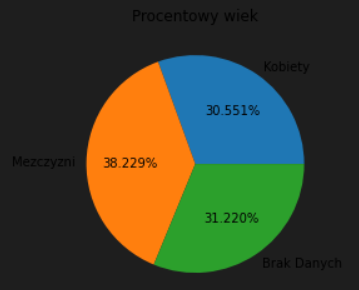 Procentowy wiek
Kobiety
30.551%
Mezczyzni
38.229%
31.220%
Brak Danych